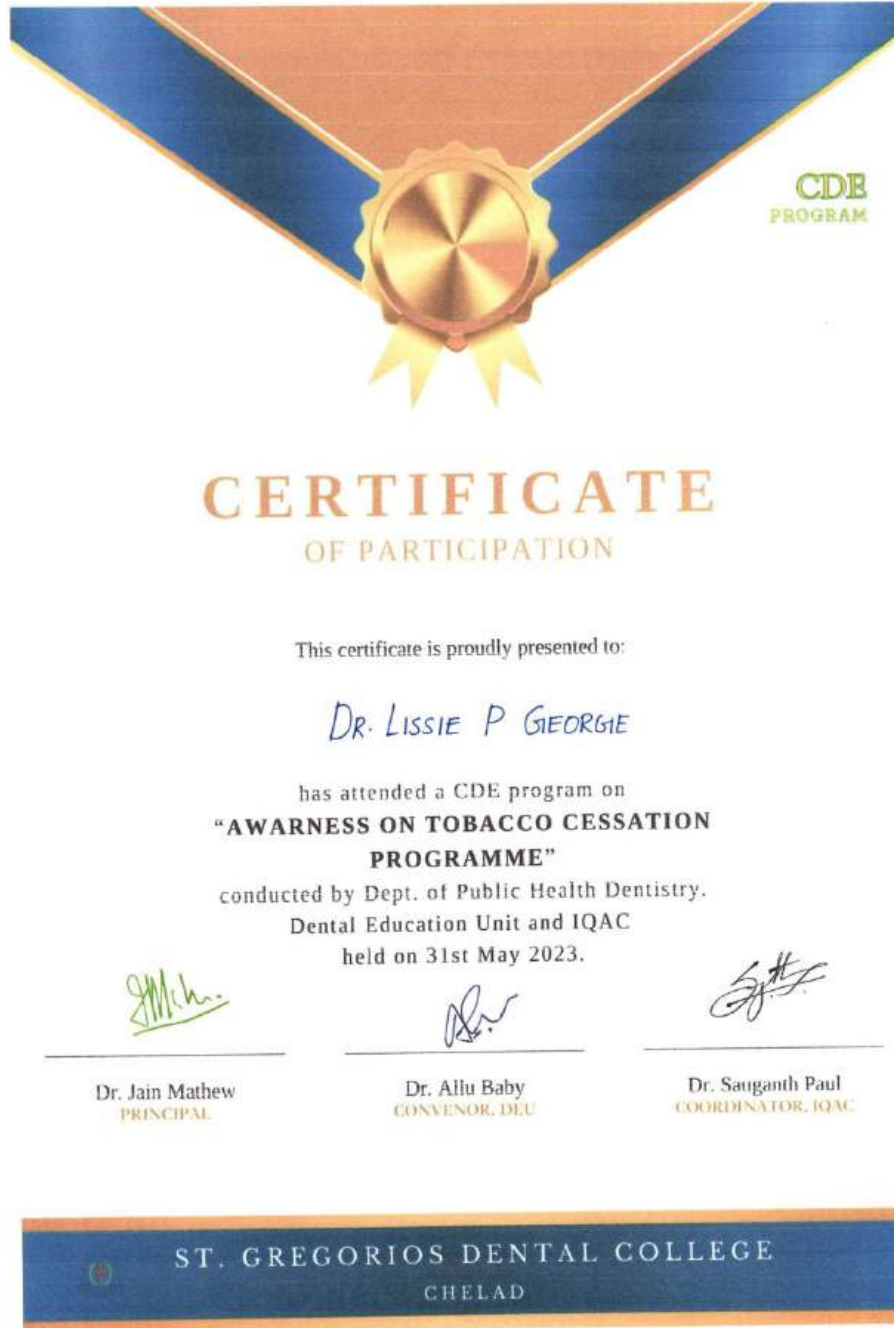 CDE
PROGRAM
CERTIFICATE
OF PARTICIPATION
This certificate is proudly presented to:
DR. LISSIE P GEORGIE
has attended a CDE program on
“AWARNESS ON TOBACCO CESSATION
PROGRAMME”
conducted by Dept. of Public Health Dentistry.
Dental Education Unit and IQAC
held on 31st May 2023.
Dr. Jain Mathew
Dr. Allu Baby
Dr. Sauganth Paul
PRINCIPAL
CONVENOR, DEU
COORDINATOR, IQAC
ST. GREGORIOS DENTAL COLLEGE
CHELAD